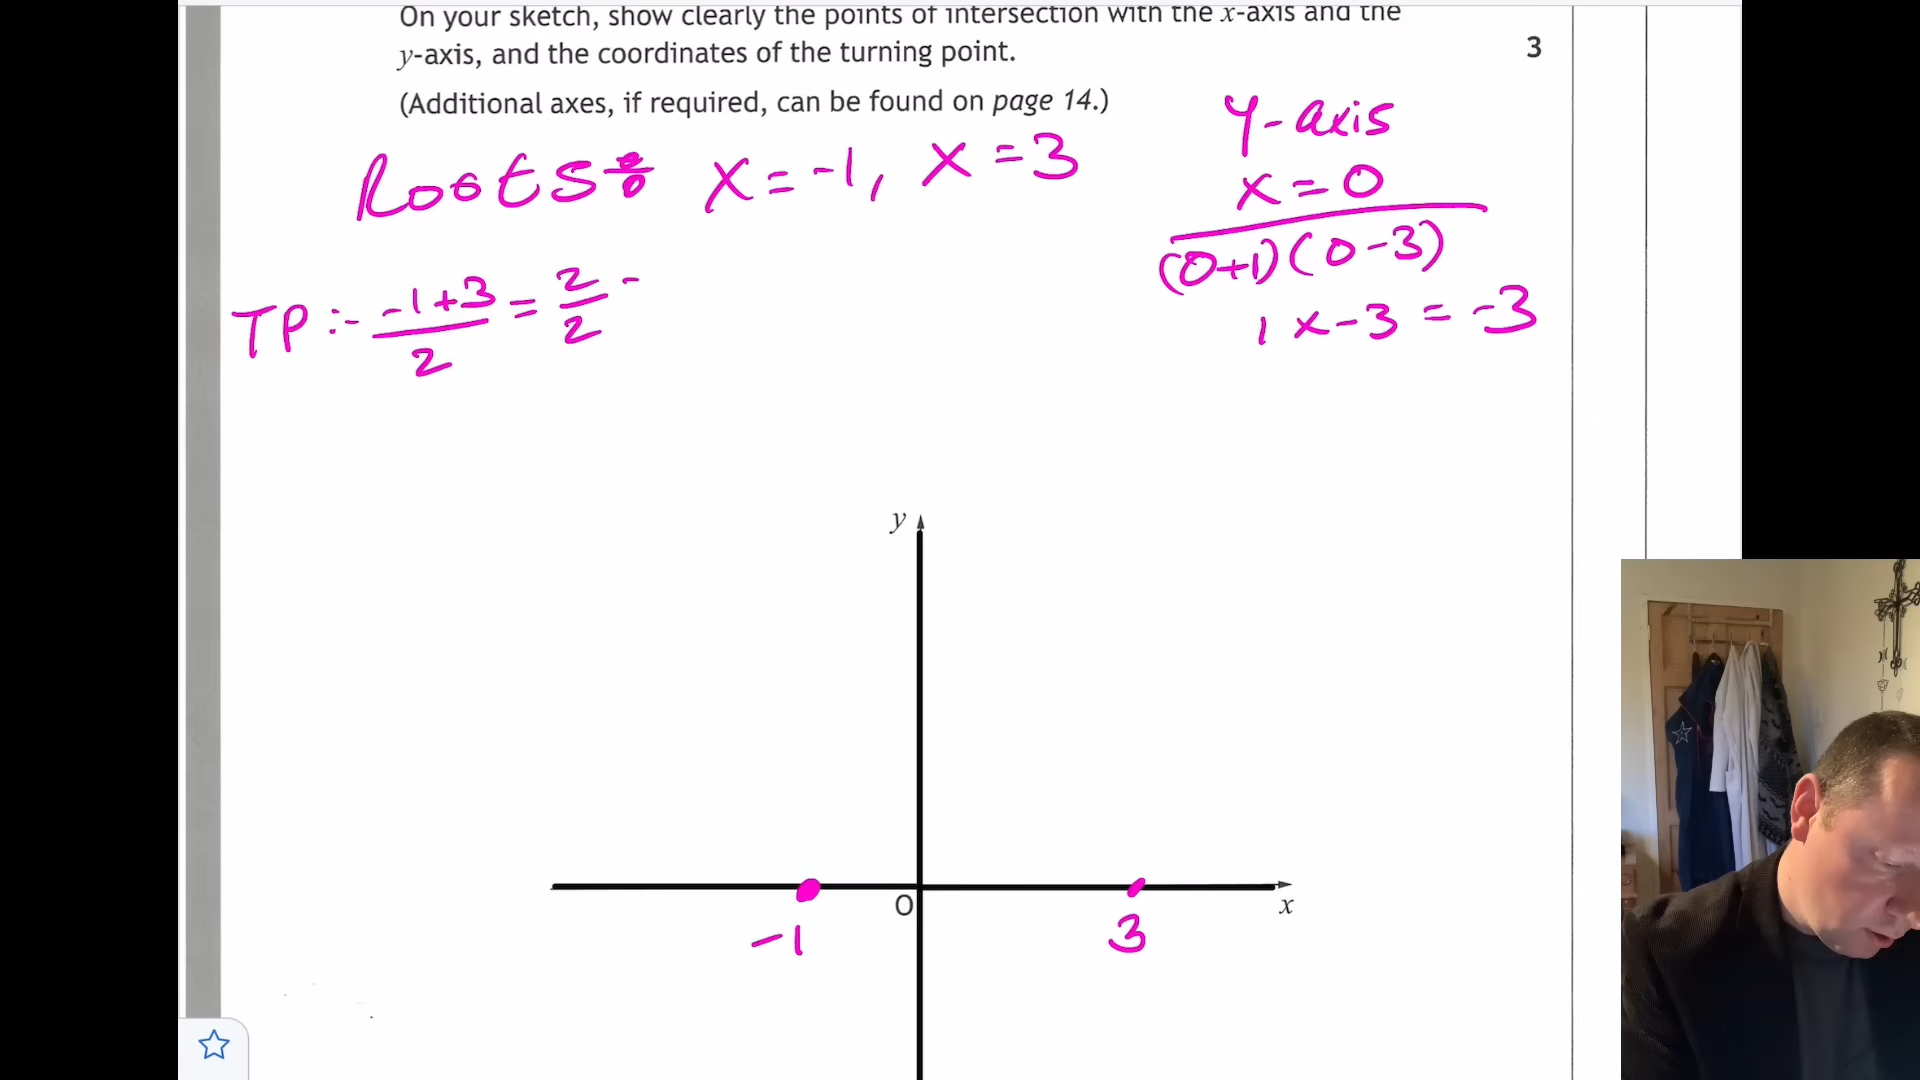 On your sketch, show clearly the points of intersection with the x-axis and the
y-axis, and the coordinates of the turning point.
3
(Additional axes, if required, can be found on page 14.)
Roots: x = -1, x = 3
y-axis
x = 0
(0+1)(0-3)
1 x -3 = -3
TP :- -1+3/2 = 2/2 -
y
O
x
-1
3